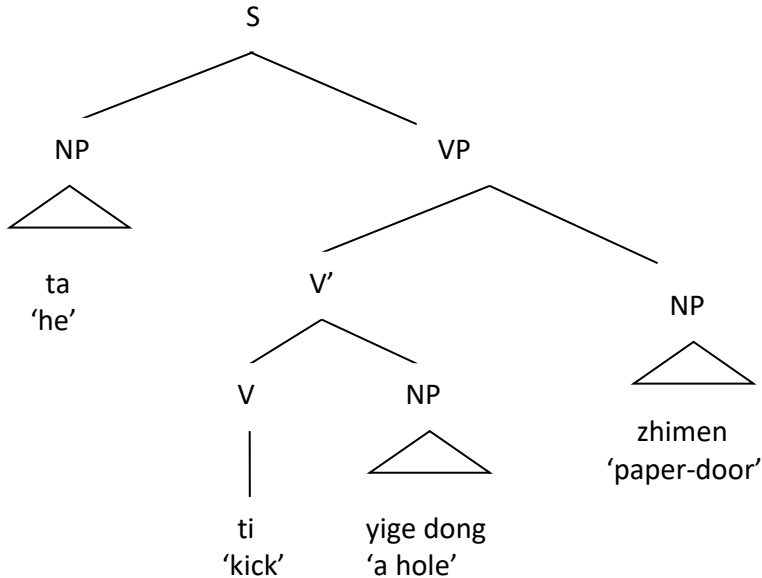 S
NP VP
ta
‘he’
V’
NP
V NP
zhimen
‘paper-door’
ti yige dong
‘kick’ ‘a hole’